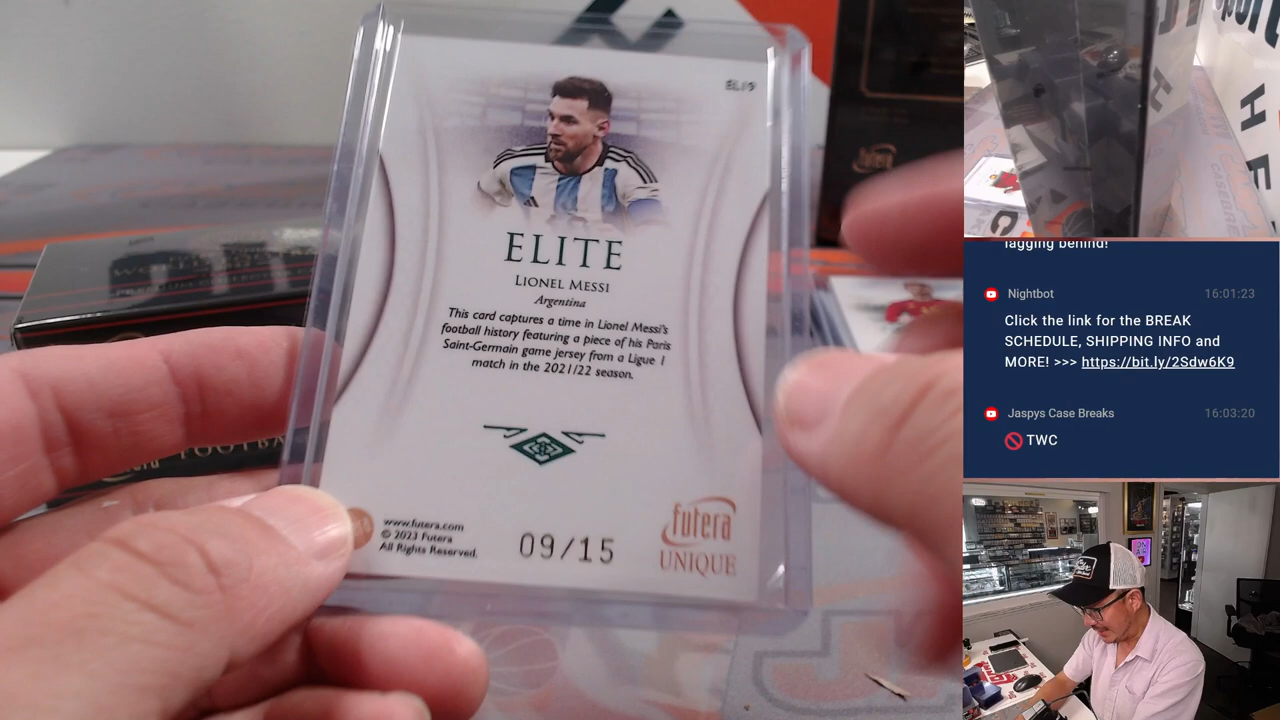 EL19
ELITE
LIONEL MESSI
Argentina
This card captures a time in Lionel Messi's
football history featuring a piece of his Paris
Saint-Germain game jersey from a Ligue 1
match in the 2021/22 season.
www.futera.com
© 2023 Futera
All Rights Reserved.
09/15
futera
UNIQUE
futera
FOOTBA
lagging behind!
Nightbot
16:01:23
Click the link for the BREAK
SCHEDULE, SHIPPING INFO and
MORE! >>> https://bit.ly/2Sdw6K9
Jaspys Case Breaks
16:03:20
🚫 TWC